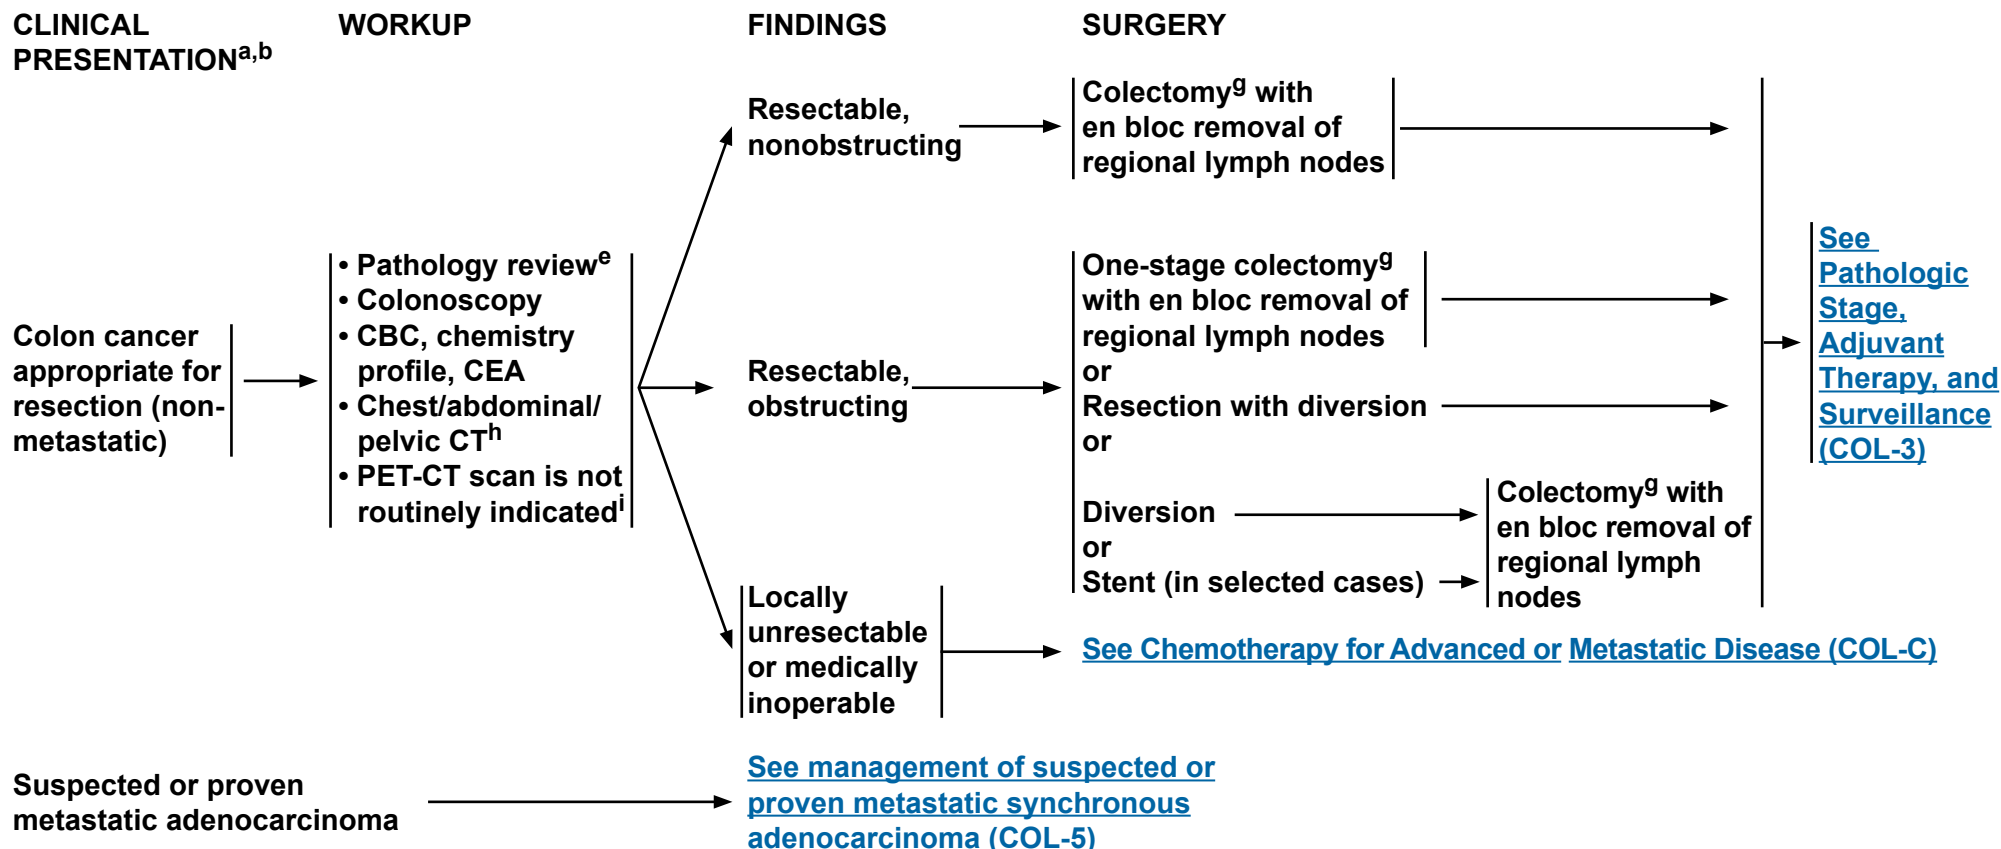 CLINICAL
PRESENTATIONa,b
WORKUP
FINDINGS
SURGERY
Colon cancer
appropriate for
resection (non-
metastatic)
• Pathology reviewe
• Colonoscopy
• CBC, chemistry
profile, CEA
• Chest/abdominal/
pelvic CTh
• PET-CT scan is not
routinely indicatedi
Resectable,
nonobstructing
Colectomyg with
en bloc removal of
regional lymph nodes
Resectable,
obstructing
One-stage colectomyg
with en bloc removal of
regional lymph nodes
or
Resection with diversion
or
Diversion
or
Stent (in selected cases)
Colectomyg with
en bloc removal of
regional lymph
nodes
See
Pathologic
Stage,
Adjuvant
Therapy, and
Surveillance
(COL-3)
Locally
unresectable
or medically
inoperable
See Chemotherapy for Advanced or Metastatic Disease (COL-C)
Suspected or proven
metastatic adenocarcinoma
See management of suspected or
proven metastatic synchronous
adenocarcinoma (COL-5)